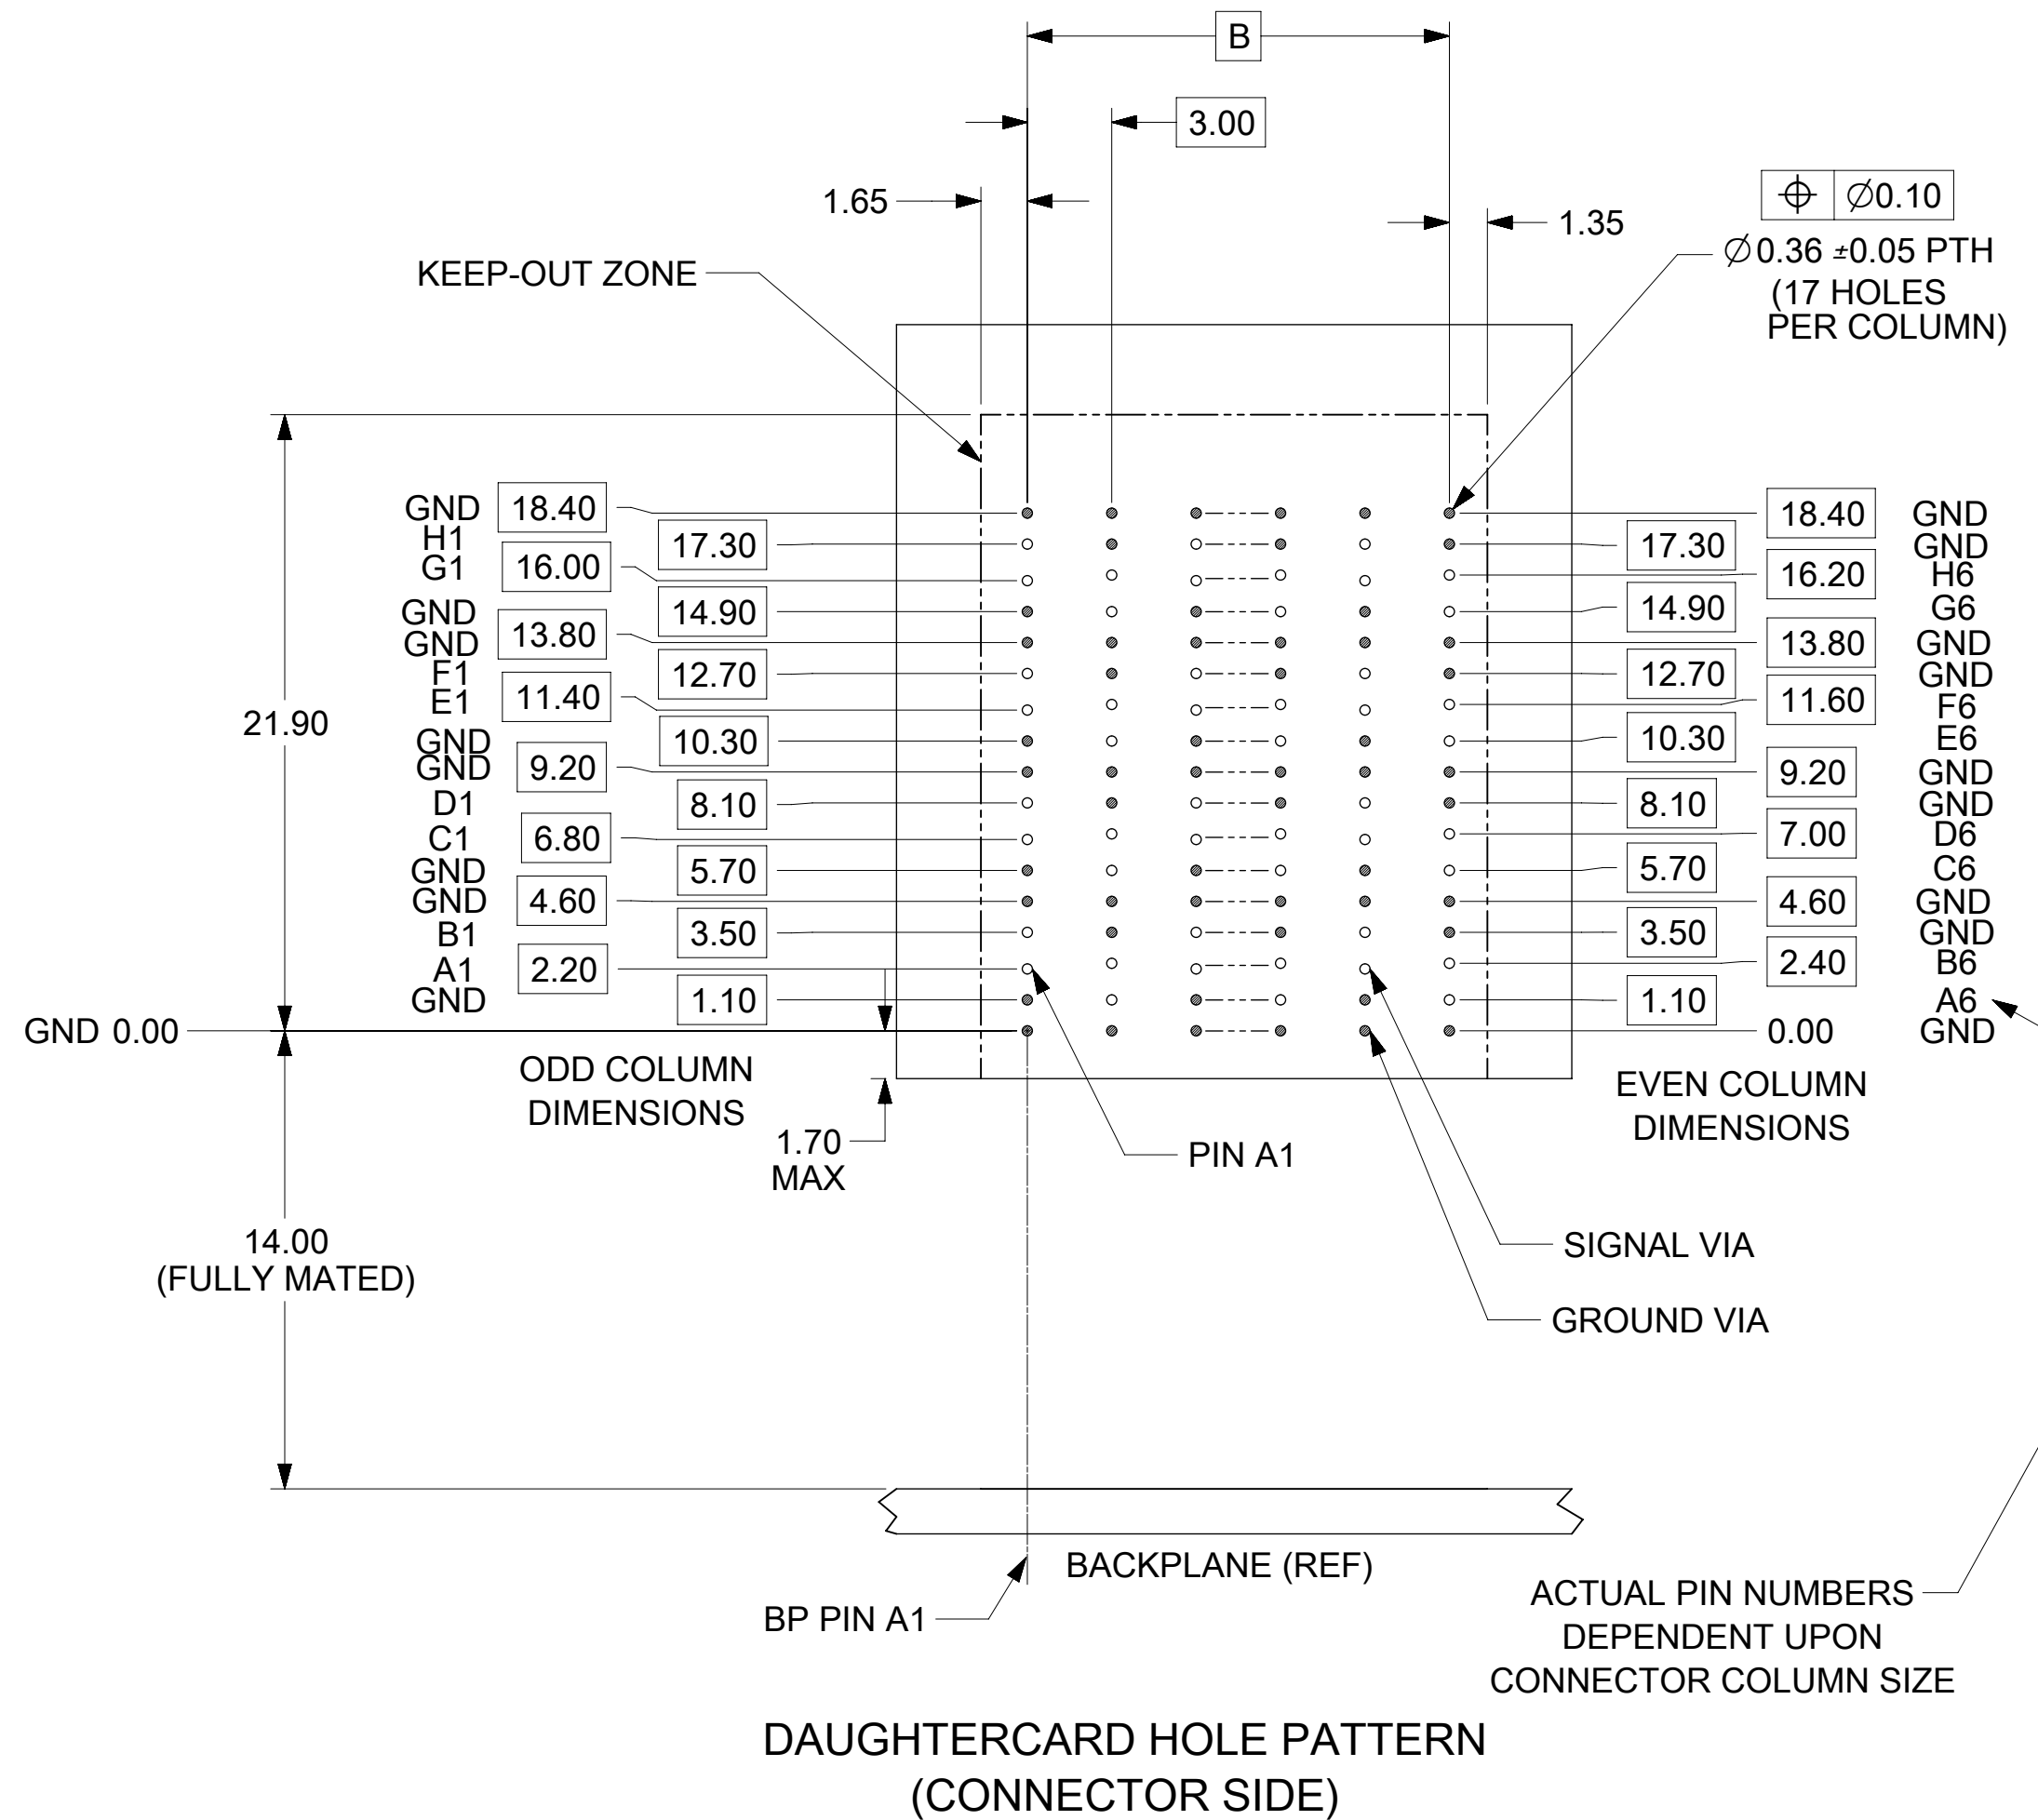 B
3.00
1.65
1.35
⌖ ∅0.10
∅0.36 ±0.05 PTH
(17 HOLES
PER COLUMN)
KEEP-OUT ZONE
GND 18.40
H1
17.30
G1 16.00
GND
14.90
GND 13.80
F1
12.70
E1 11.40
GND
10.30
GND 9.20
D1
8.10
C1 6.80
GND
5.70
GND 4.60
B1
3.50
A1 2.20
GND
1.10
GND 0.00
21.90
18.40 GND
17.30 GND
16.20 H6
14.90 G6
13.80 GND
12.70 GND
11.60 F6
10.30 E6
9.20 GND
8.10 GND
7.00 D6
5.70 C6
4.60 GND
3.50 GND
2.40 B6
1.10 A6
0.00 GND
ODD COLUMN
DIMENSIONS
EVEN COLUMN
DIMENSIONS
1.70
MAX
PIN A1
14.00
(FULLY MATED)
SIGNAL VIA
GROUND VIA
BACKPLANE (REF)
BP PIN A1
ACTUAL PIN NUMBERS
DEPENDENT UPON
CONNECTOR COLUMN SIZE
DAUGHTERCARD HOLE PATTERN
(CONNECTOR SIDE)